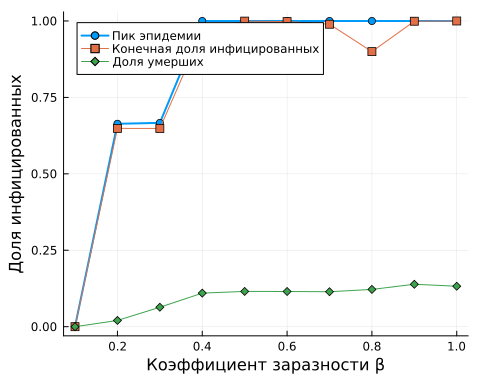 Пик эпидемии
Конечная доля инфицированных
Доля умерших
Доля инфицированных
1.00
0.75
0.50
0.25
0.00
0.2 0.4 0.6 0.8 1.0
Коэффициент заразности β